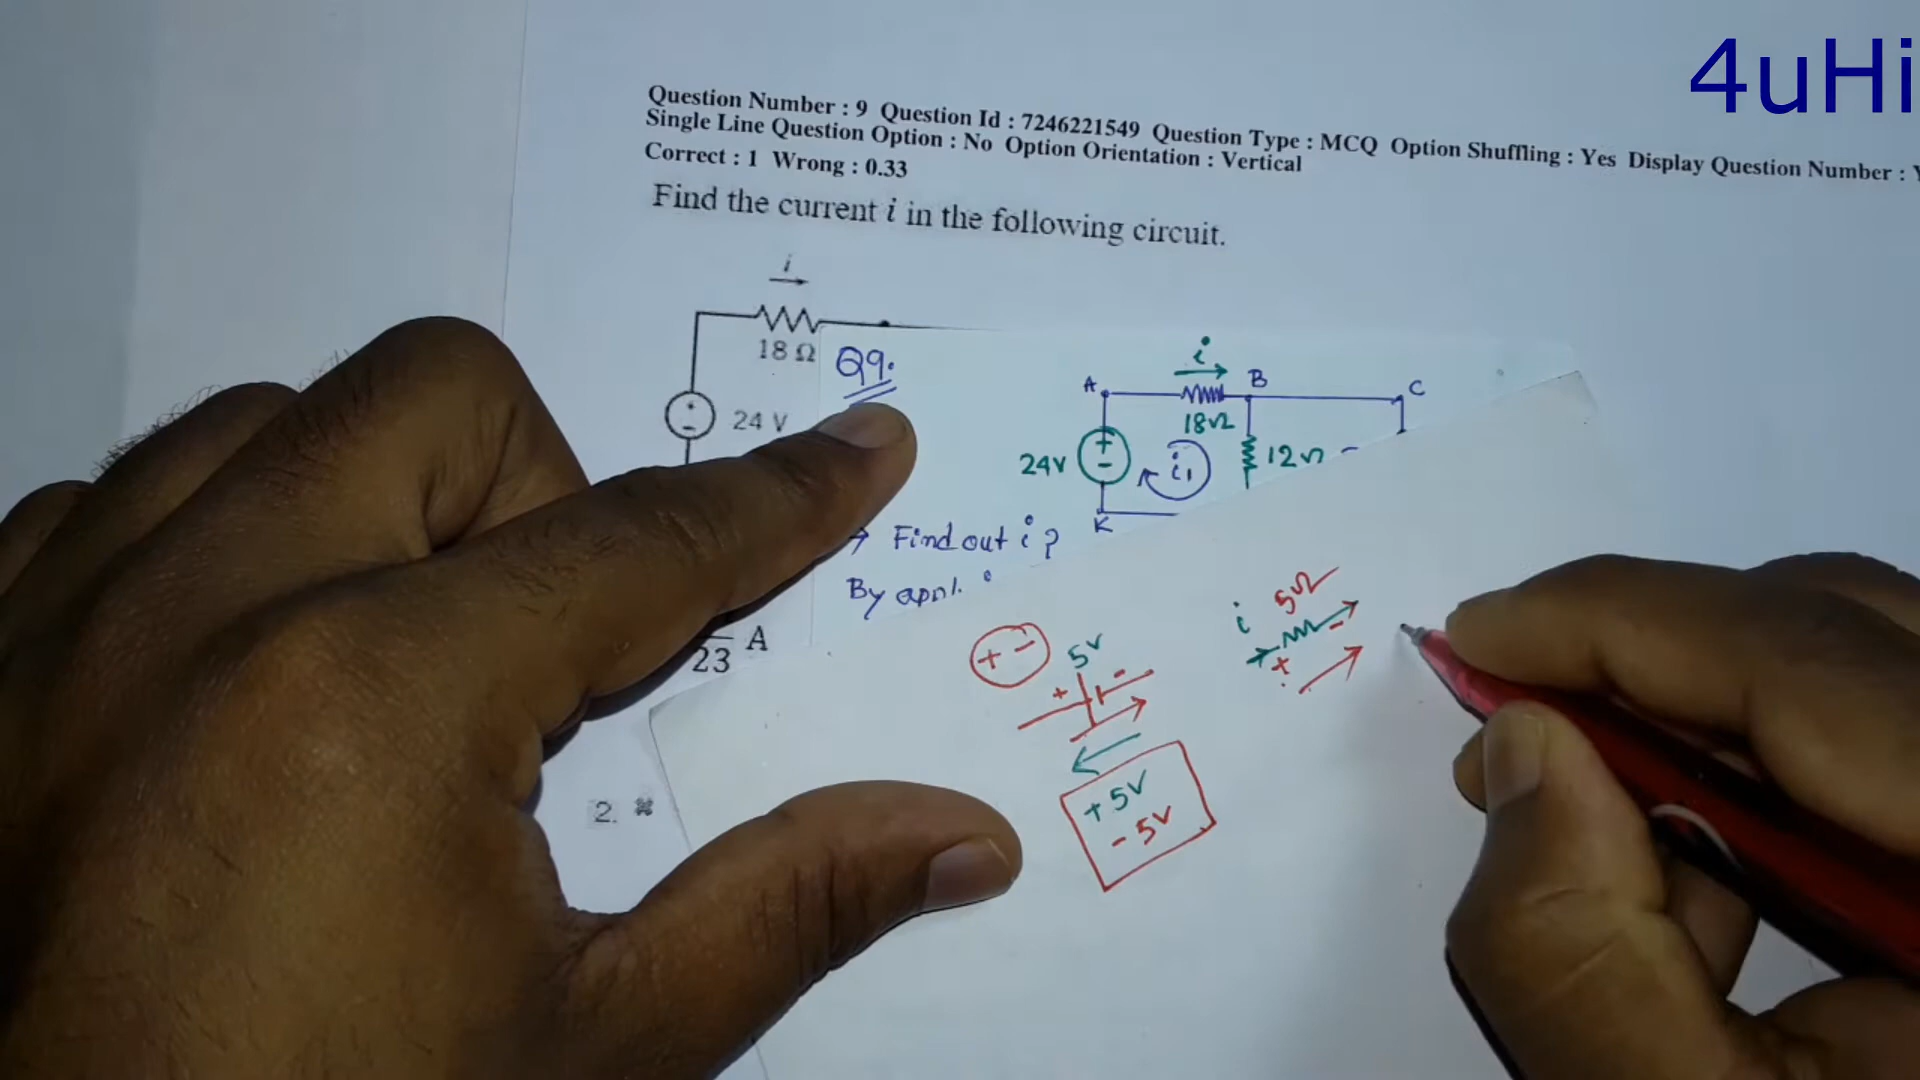 4uHi
Question Number : 9 Question Id : 7246221549 Question Type : MCQ Option Shuffling : Yes Display Question Number : Y
Single Line Question Option : No Option Orientation : Vertical
Correct : 1 Wrong : 0.33
Find the current i in the following circuit.
i
18 Ω
24 V
Q9.
i
A
B
C
18Ω
24V
i1
12Ω
K
→ Find out i ?
By
23 A
2. ✖
+ -
5V
+ -
+5V
-5V
i
5Ω
+ -